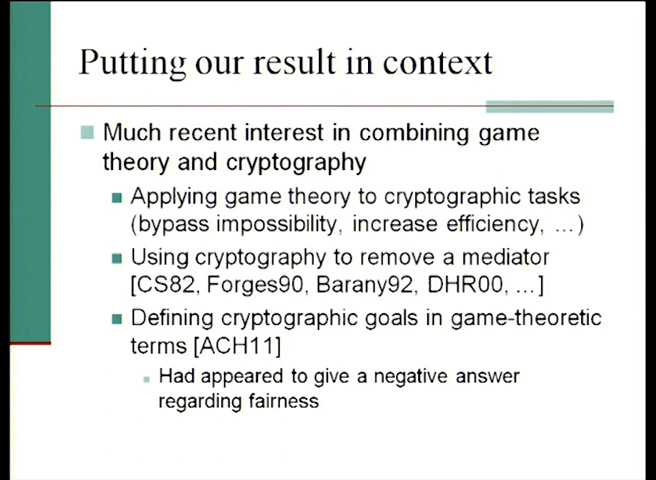 Putting our result in context
Much recent interest in combining game
theory and cryptography
Applying game theory to cryptographic tasks
(bypass impossibility, increase efficiency, …)
Using cryptography to remove a mediator
[CS82, Forges90, Barany92, DHR00, …]
Defining cryptographic goals in game-theoretic
terms [ACH11]
Had appeared to give a negative answer
regarding fairness